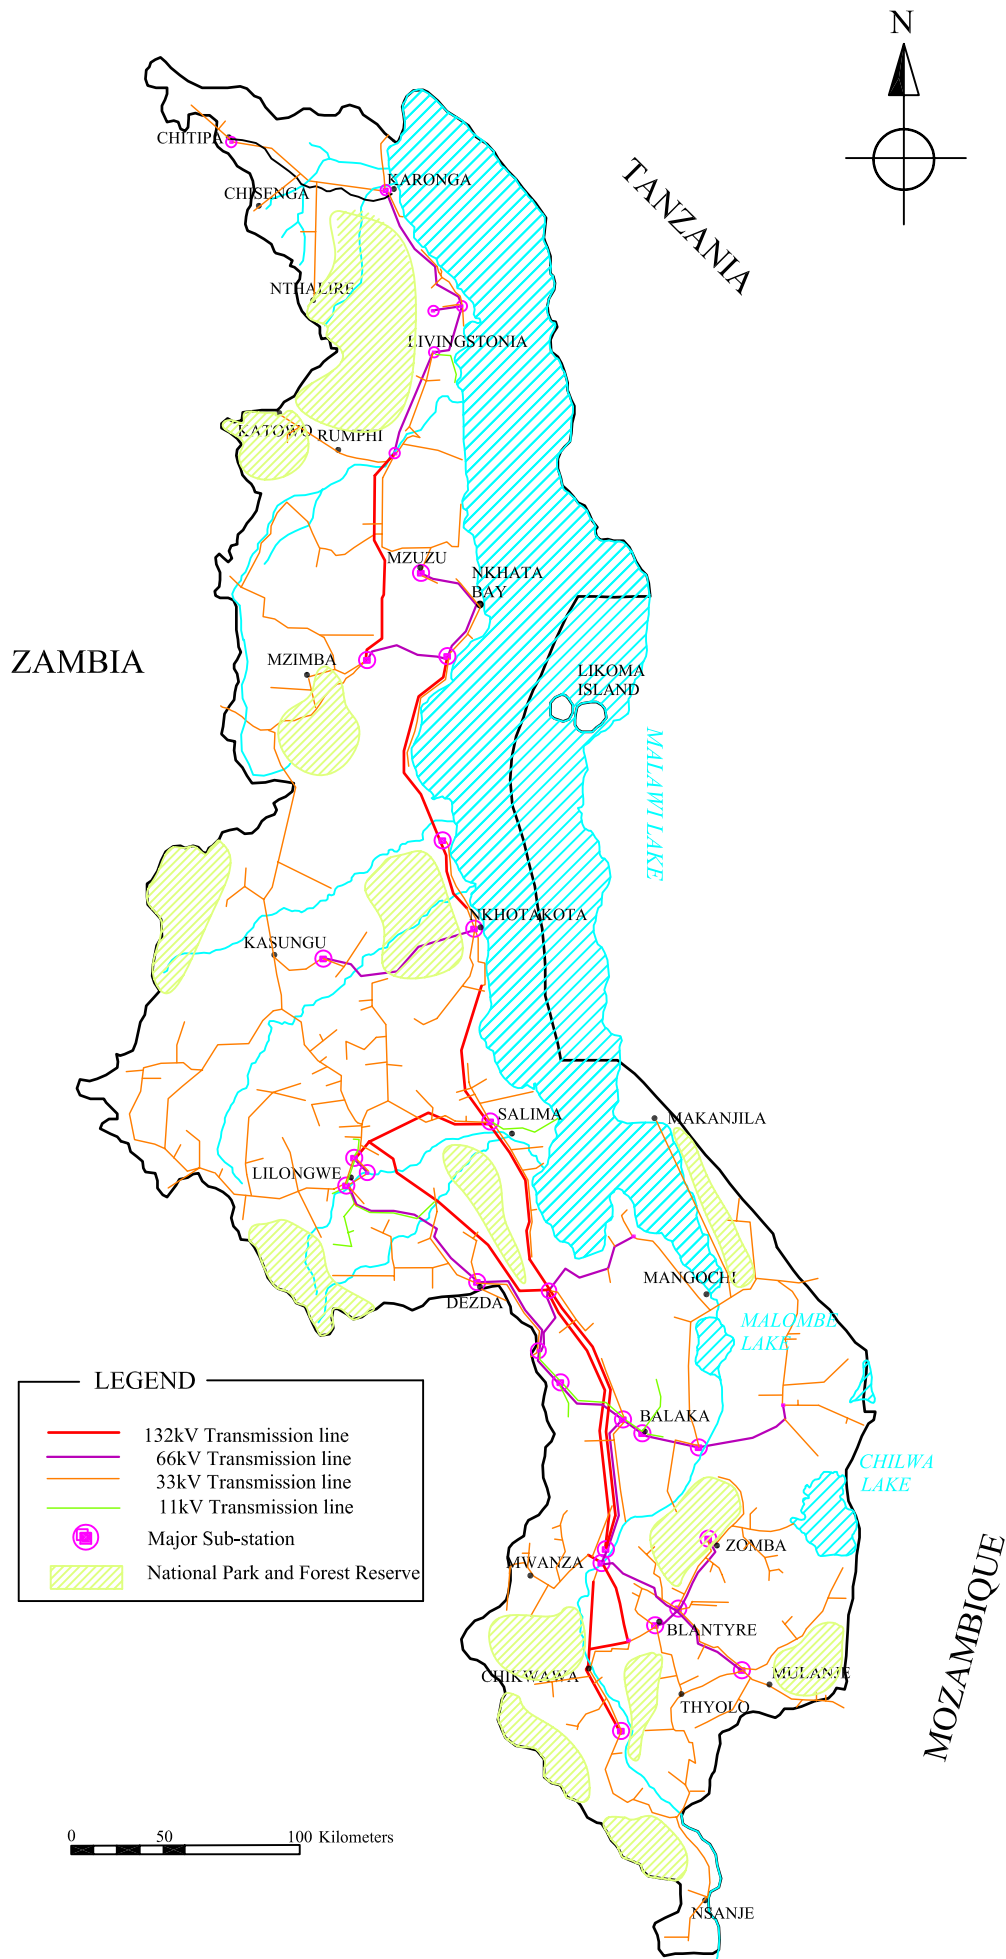 N
CHITIPA
TANZANIA
KARONGA
CHISENGA
NTHALIRE
LIVINGSTONIA
KATOWO
RUMPHI
MZUZU
NKHATA
BAY
ZAMBIA
MZIMBA
LIKOMA
ISLAND
MALAWI LAKE
NKHOTAKOTA
KASUNGU
SALIMA
MAKANJILA
LILONGWE
MANGOCHI
DEZDA
MALOMBE
LAKE
LEGEND
132kV Transmission line
66kV Transmission line
33kV Transmission line
11kV Transmission line
Major Sub-station
National Park and Forest Reserve
BALAKA
CHILWA
LAKE
ZOMBA
MWANZA
MOZAMBIQUE
BLANTYRE
CHIKWAWA
MULANJE
THYOLO
0 50 100 Kilometers
NSANJE